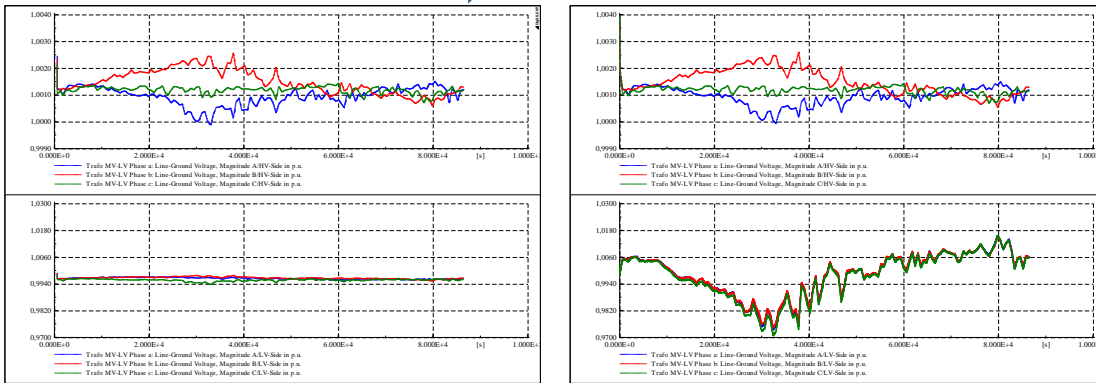 1,0040
1,0030
1,0020
1,0010
1,0000
0,9990
0.000E+0 2.000E+4 4.000E+4 6.000E+4 8.000E+4 [s]
Trafo MV-LV Phase a: Line-Ground Voltage, Magnitude A/HV-Side in p.u.
Trafo MV-LV Phase b: Line-Ground Voltage, Magnitude B/HV-Side in p.u.
Trafo MV-LV Phase c: Line-Ground Voltage, Magnitude C/HV-Side in p.u.
1,0300
1,0180
1,0060
0,9940
0,9820
0,9700
0.000E+0 2.000E+4 4.000E+4 6.000E+4 8.000E+4 [s]
Trafo MV-LV Phase a: Line-Ground Voltage, Magnitude A/LV-Side in p.u.
Trafo MV-LV Phase b: Line-Ground Voltage, Magnitude B/LV-Side in p.u.
Trafo MV-LV Phase c: Line-Ground Voltage, Magnitude C/LV-Side in p.u.
1,0040
1,0030
1,0020
1,0010
1,0000
0,9990
0.000E+0 2.000E+4 4.000E+4 6.000E+4 8.000E+4 [s]
Trafo MV-LV Phase a: Line-Ground Voltage, Magnitude A/HV-Side in p.u.
Trafo MV-LV Phase b: Line-Ground Voltage, Magnitude B/HV-Side in p.u.
Trafo MV-LV Phase c: Line-Ground Voltage, Magnitude C/HV-Side in p.u.
1,0300
1,0180
1,0060
0,9940
0,9820
0,9700
0.000E+0 2.000E+4 4.000E+4 6.000E+4 8.000E+4 [s]
Trafo MV-LV Phase a: Line-Ground Voltage, Magnitude A/LV-Side in p.u.
Trafo MV-LV Phase b: Line-Ground Voltage, Magnitude B/LV-Side in p.u.
Trafo MV-LV Phase c: Line-Ground Voltage, Magnitude C/LV-Side in p.u.